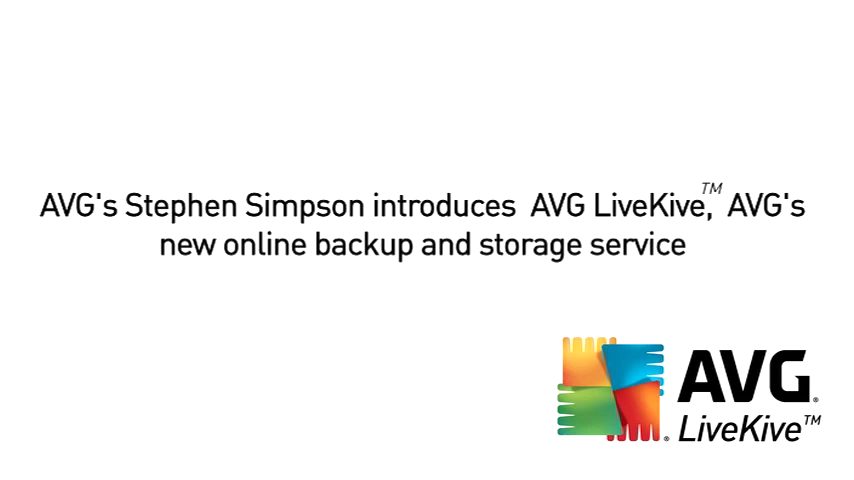 AVG's Stephen Simpson introduces AVG LiveKive,™ AVG's
new online backup and storage service
AVG®
® LiveKive™